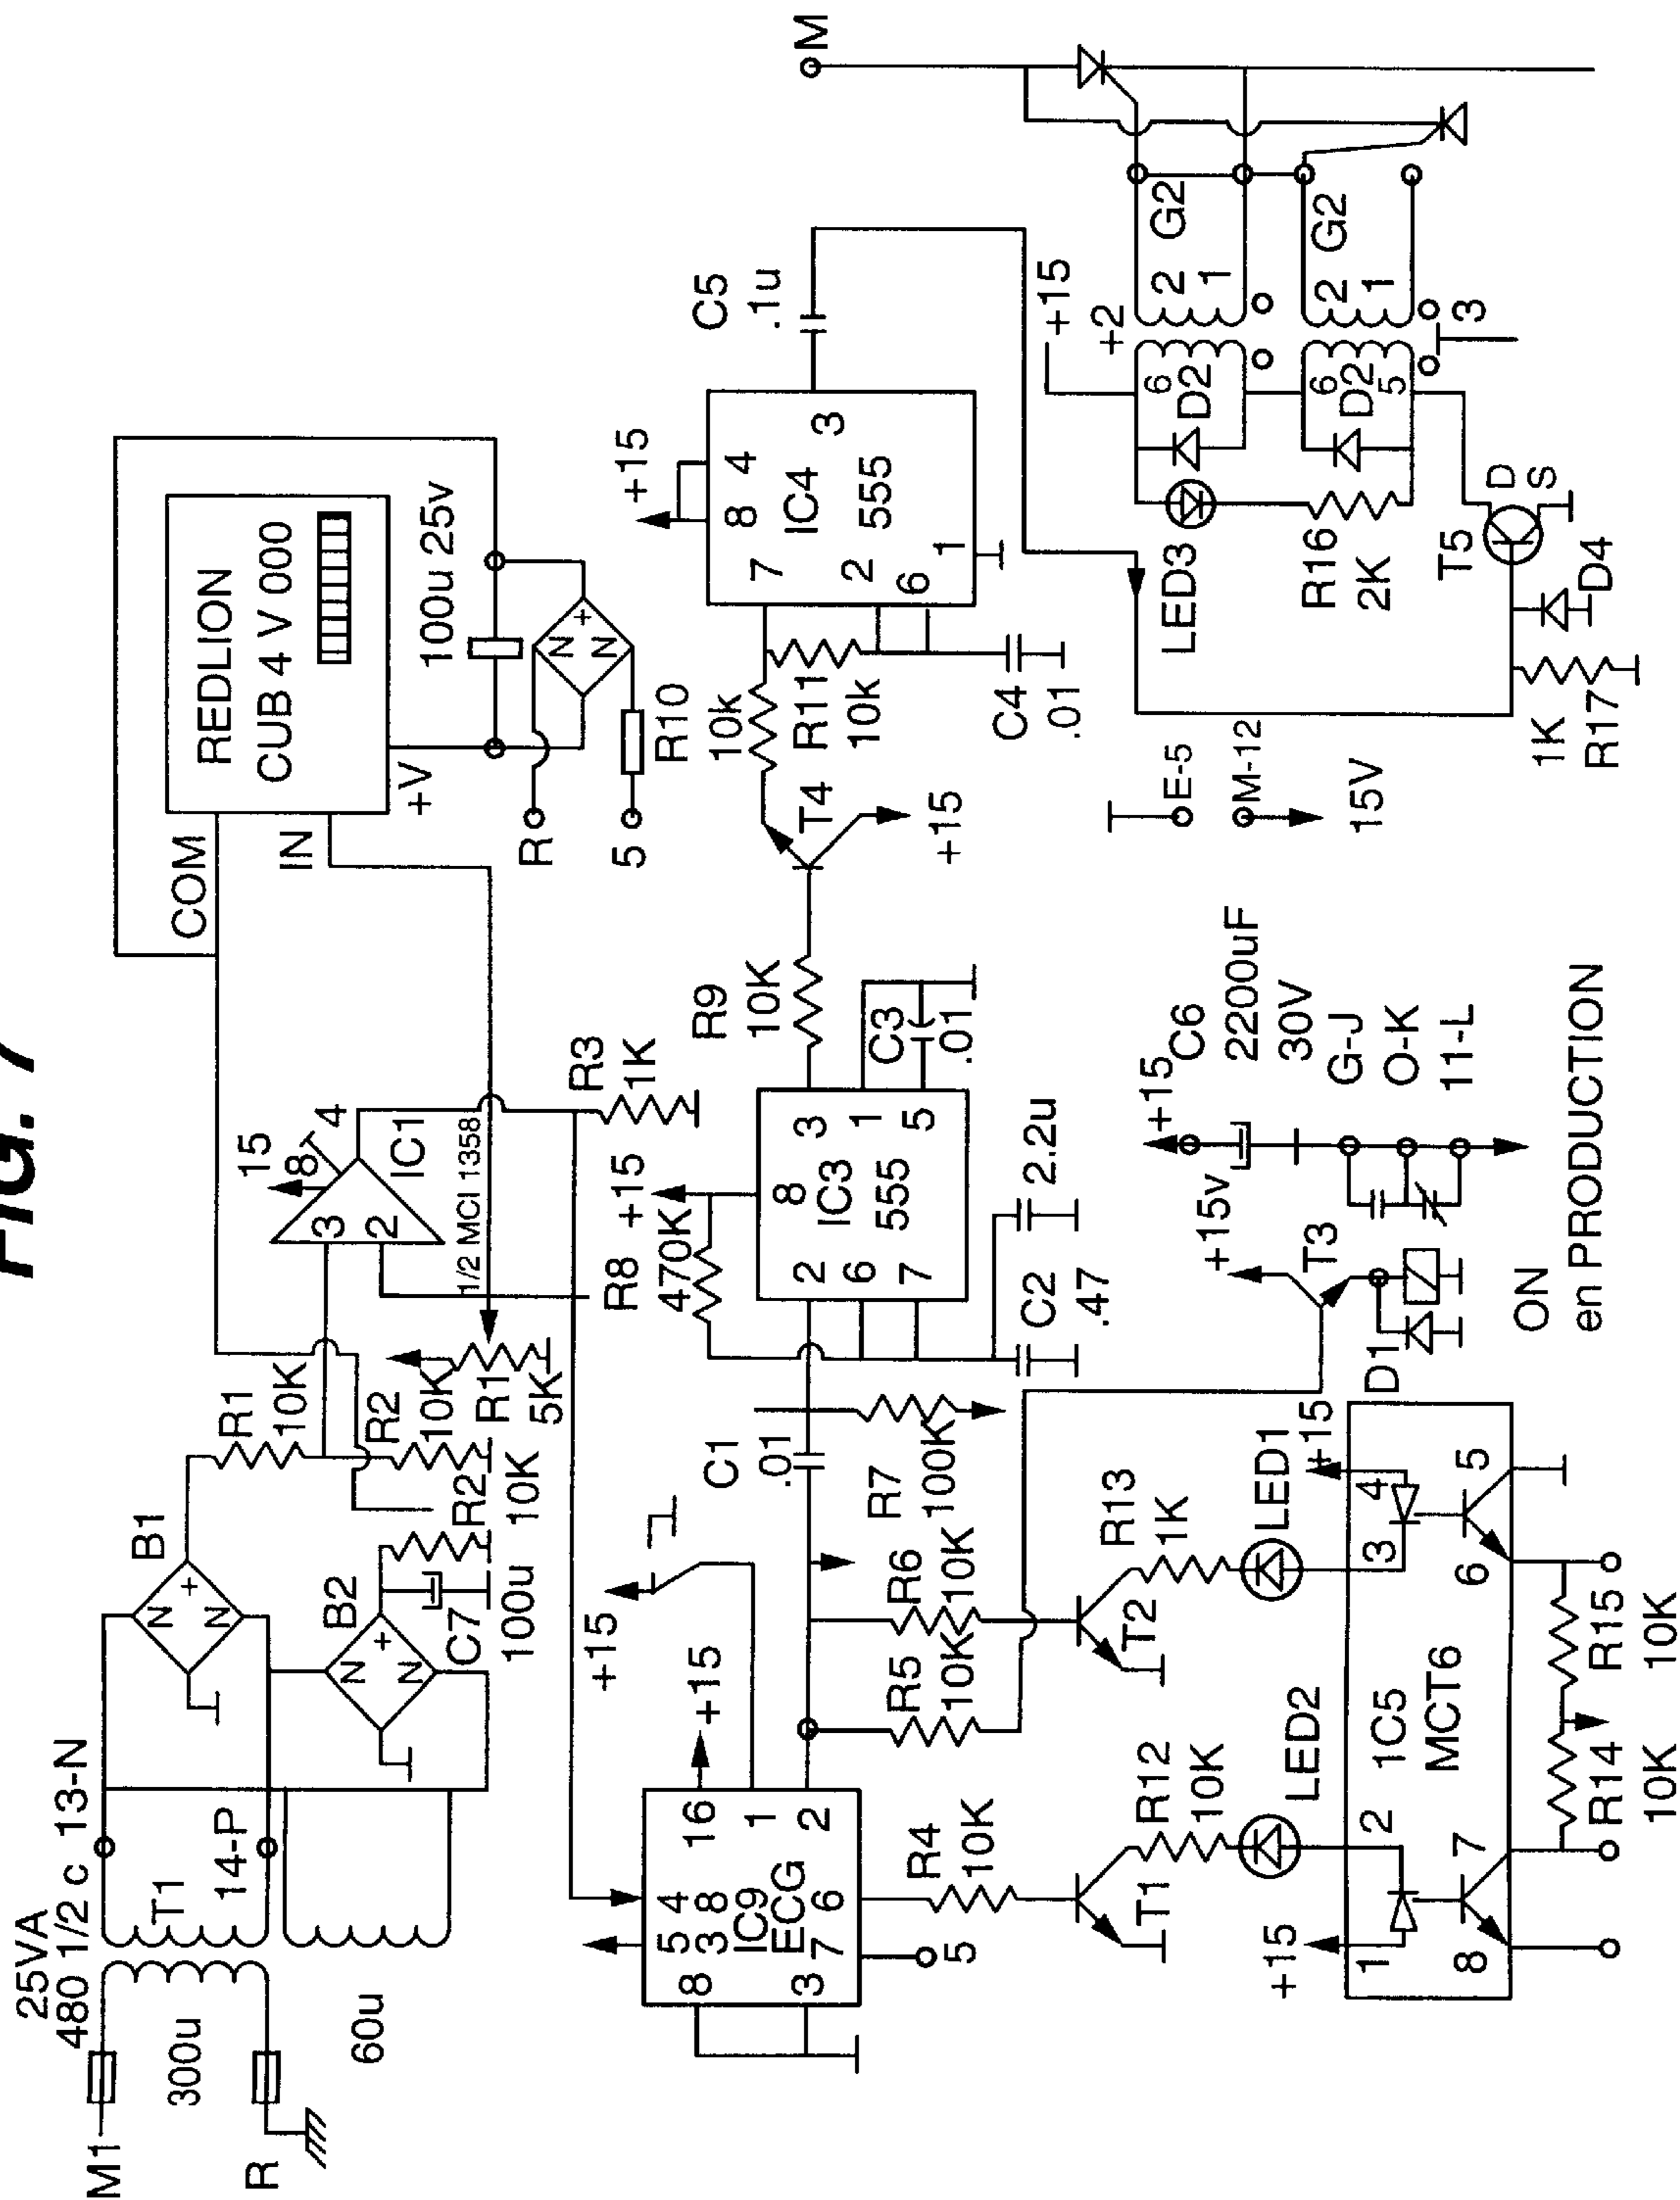 FIG. 7
25VA
480 1/2 c
13-N
M1
300u
T1
14-P
R
60u
B1
N
+
N
B2
N
+
N
C7
100u
R1
10K
R2
10K
R2
10K
R1
5K
15
8
4
3
2
IC1
1/2 MCI 1358
R3
1K
COM
IN
REDLION
CUB 4 V 000
+V
100u 25v
N
+
N
R
5
R10
+15
+15
16
1
2
4
5
8
3
IC9
ECG
6
7
8
3
5
C1
.01
R7
100K
R8
470K
+15
8
2
6
7
IC3
555
3
1
5
C3
.01
C2
.47
2.2u
R9
10K
T4
+15
10k
R11
10k
C4
.01
+15
7
8
4
IC4
555
2
6
1
3
C5
.1u
R4
10K
R5
10K
R6
10K
T1
T2
R12
10K
R13
1K
LED2
LED1
+15
+15
1
2
3
4
1C5
MCT6
8
7
6
5
R14
10K
R15
10K
+15v
T3
D1
ON
en PRODUCTION
+15
C6
2200uF
30V
G-J
O-K
11-L
E-5
M-12
15V
1K
R17
D4
T5
D
S
LED3
R16
2K
+15
+2
6
D2
6
D2
5
2
1
G2
2
1
G2
3
M